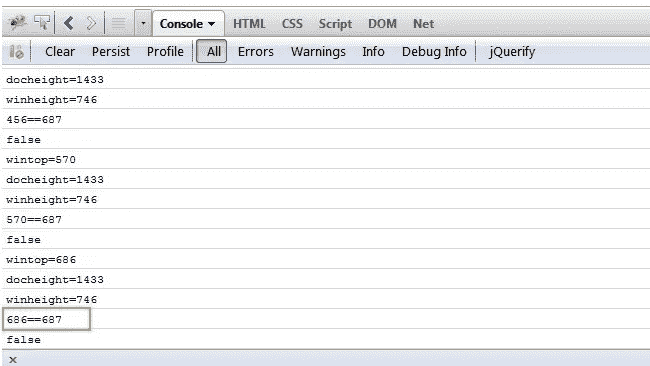 Console HTML CSS Script DOM Net
Clear Persist Profile All Errors Warnings Info Debug Info jQuerify
docheight=1433
winheight=746
456==687
false
wintop=570
docheight=1433
winheight=746
570==687
false
wintop=686
docheight=1433
winheight=746
686==687
false